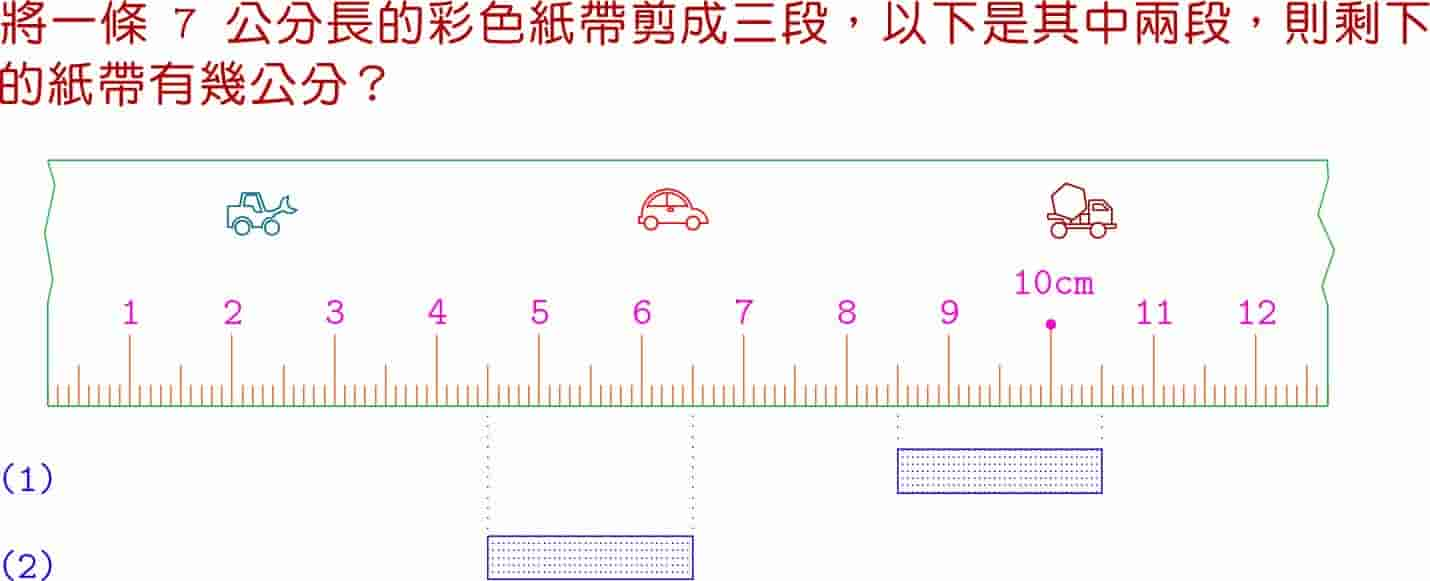 將一條 7 公分長的彩色紙帶剪成三段，以下是其中兩段，則剩下
的紙帶有幾公分？
10cm
1 2 3 4 5 6 7 8 9 11 12
(1)
(2)